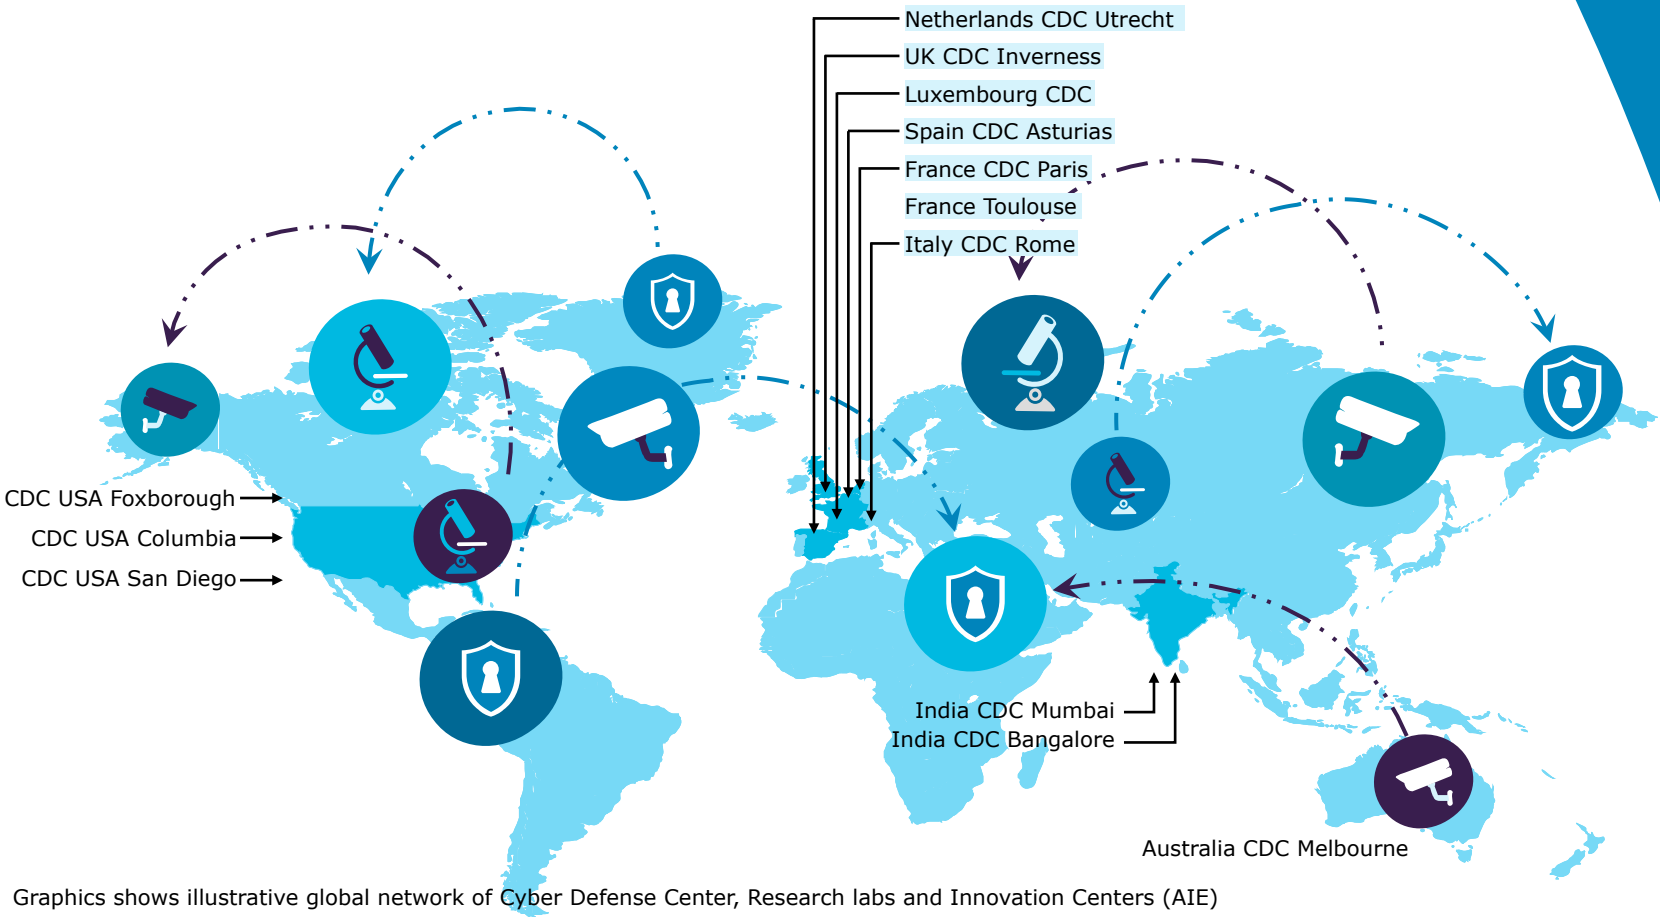 Netherlands CDC Utrecht
UK CDC Inverness
Luxembourg CDC
Spain CDC Asturias
France CDC Paris
France Toulouse
Italy CDC Rome
CDC USA Foxborough
CDC USA Columbia
CDC USA San Diego
India CDC Mumbai
India CDC Bangalore
Australia CDC Melbourne
Graphics shows illustrative global network of Cyber Defense Center, Research labs and Innovation Centers (AIE)